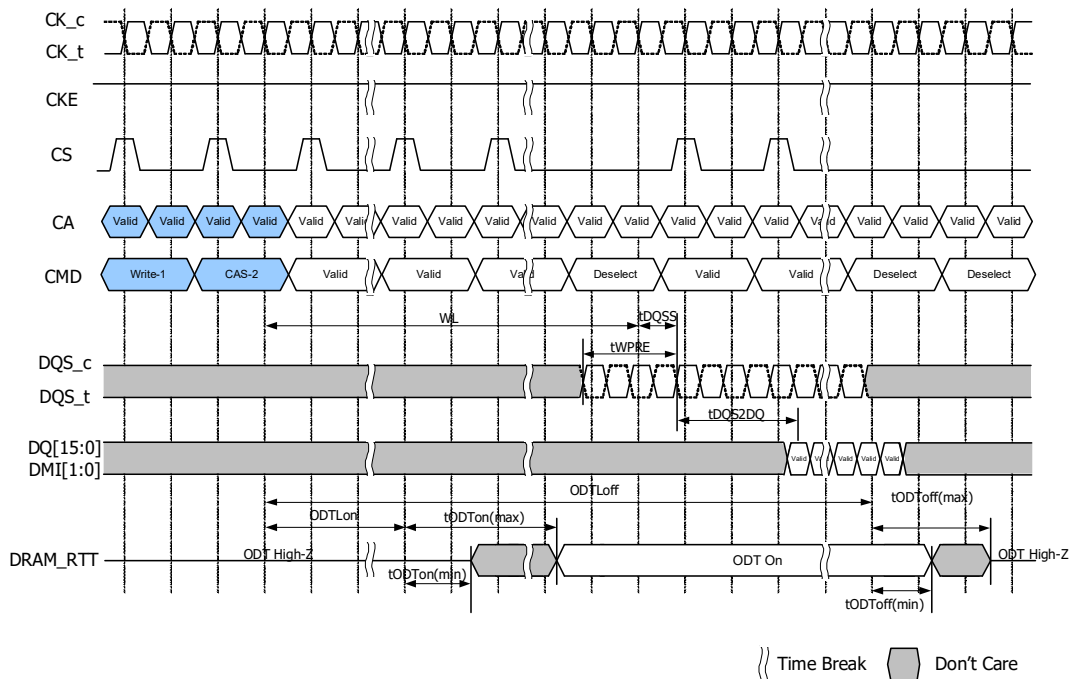 CK_c
CK_t
CKE
CS
CA Valid Valid Valid Valid Valid Valid Valid Valid Valid Valid Valid Valid Valid Valid Valid Valid Valid Valid Valid Valid
CMD Write-1 CAS-2 Valid Valid Valid Deselect Valid Valid Deselect Deselect
WL tDQSS
tWPRE
DQS_c
DQS_t
tDQS2DQ
DQ[15:0]
DMI[1:0]
Valid Valid Valid Valid Valid
ODTLoff
tODToff(max)
ODTLon tODTon(max)
DRAM_RTT ODT High-Z ODT On ODT High-Z
tODTon(min)
tODToff(min)
Time Break Don't Care